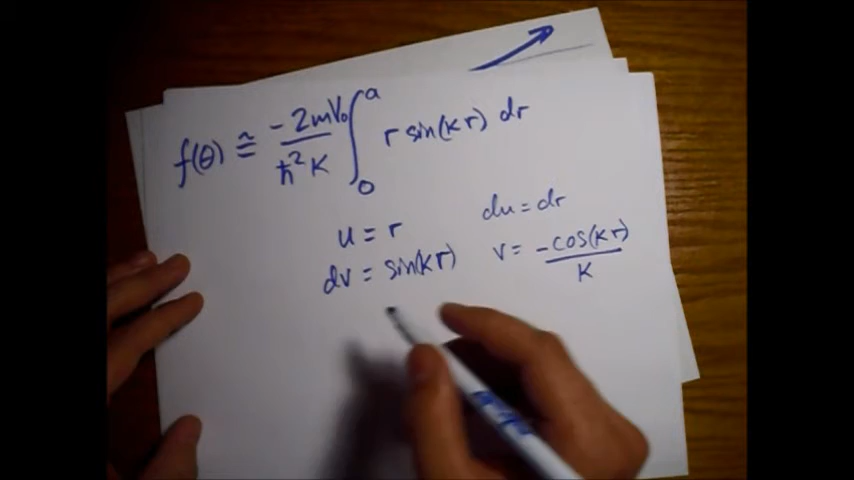 f(θ) ≅ -2mV₀/ħ²K ∫₀ᵃ r sin(Kr) dr
u = r du = dr
dv = sin(Kr) v = -cos(Kr)/K